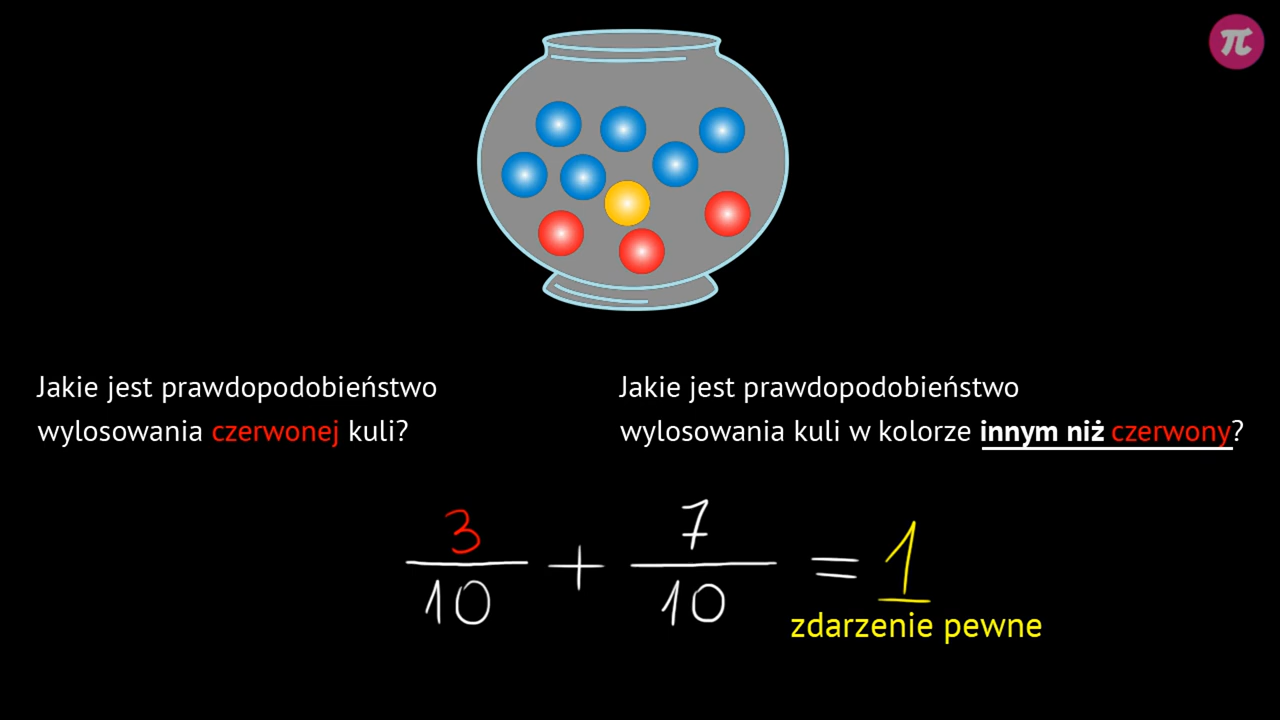 π
Jakie jest prawdopodobieństwo
wylosowania czerwonej kuli?
Jakie jest prawdopodobieństwo
wylosowania kuli w kolorze innym niż czerwony?
3/10 + 7/10 = 1
zdarzenie pewne